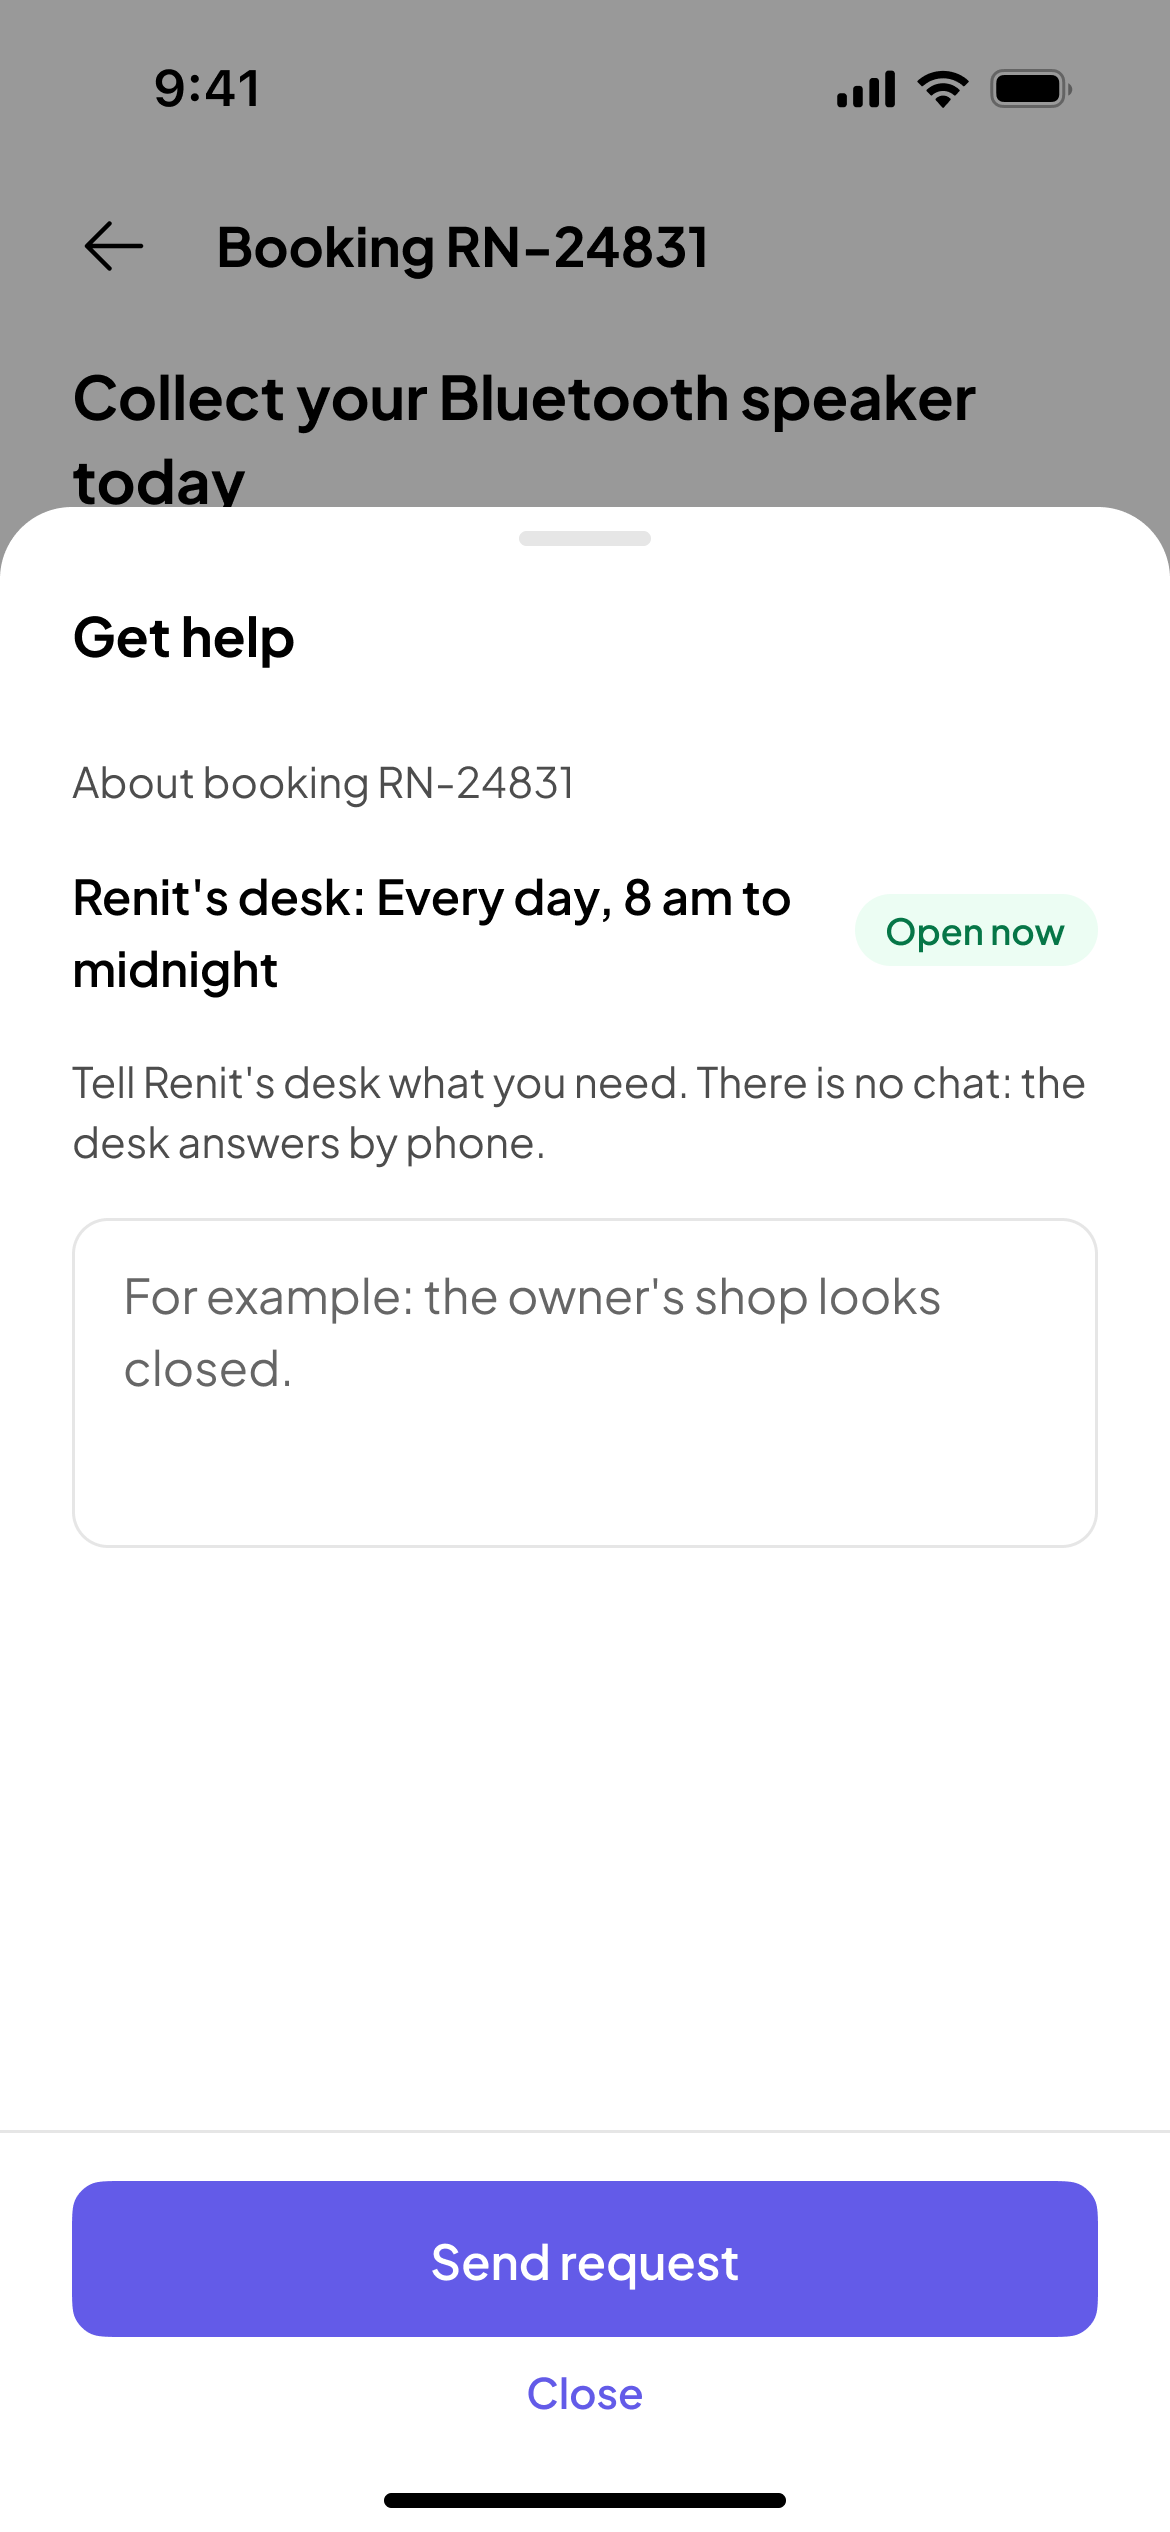 9:41
Booking RN-24831
Collect your Bluetooth speaker
today
Get help
About booking RN-24831
Renit's desk: Every day, 8 am to
midnight
Open now
Tell Renit's desk what you need. There is no chat: the
desk answers by phone.
For example: the owner's shop looks
closed.
Send request
Close